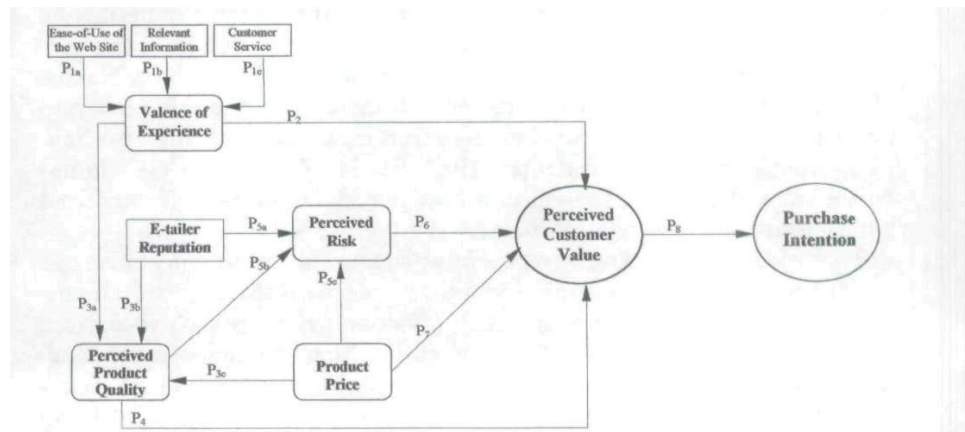 Ease-of-Use of
the Web Site
Relevant
Information
Customer
Service
P1a
P1b
P1c
Valence of
Experience
P2
E-tailer
Reputation
P5a
Perceived
Risk
P6
Perceived
Customer
Value
P8
Purchase
Intention
P5b
P5c
P3a
P3b
P7
Perceived
Product
Quality
P3c
Product
Price
P4